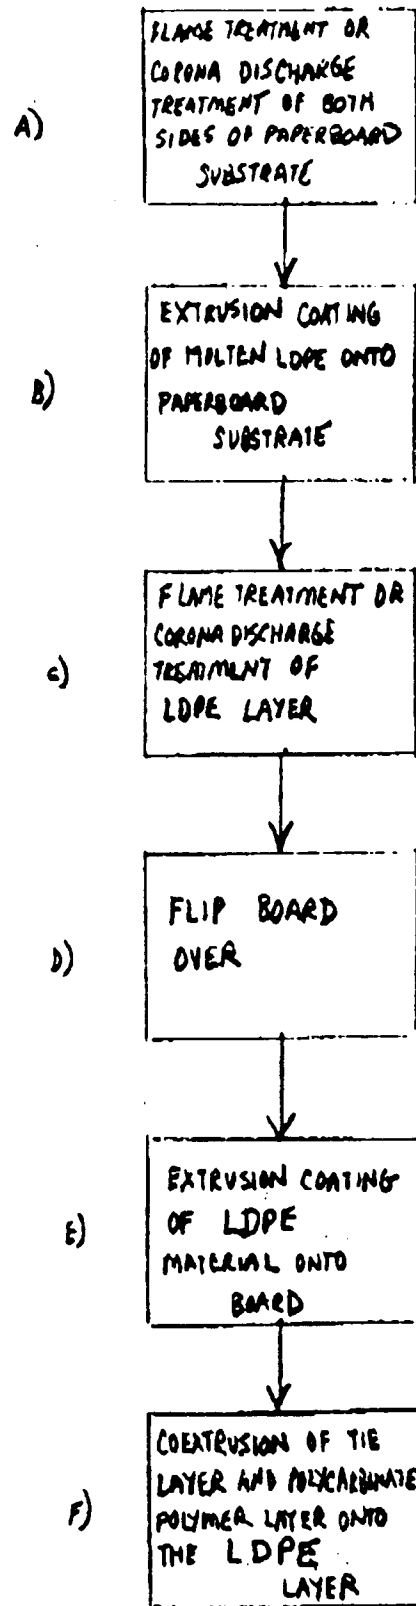 A)
FLAME TREATMENT OR
CORONA DISCHARGE
TREATMENT OF BOTH
SIDES OF PAPERBOARD
SUBSTRATE
B)
EXTRUSION COATING
OF MOLTEN LDPE ONTO
PAPERBOARD
SUBSTRATE
C)
FLAME TREATMENT OR
CORONA DISCHARGE
TREATMENT OF
LDPE LAYER
D)
FLIP BOARD
OVER
E)
EXTRUSION COATING
OF LDPE
MATERIAL ONTO
BOARD
F)
COEXTRUSION OF TIE
LAYER AND POLYCARBONATE
POLYMER LAYER ONTO
THE LDPE
LAYER